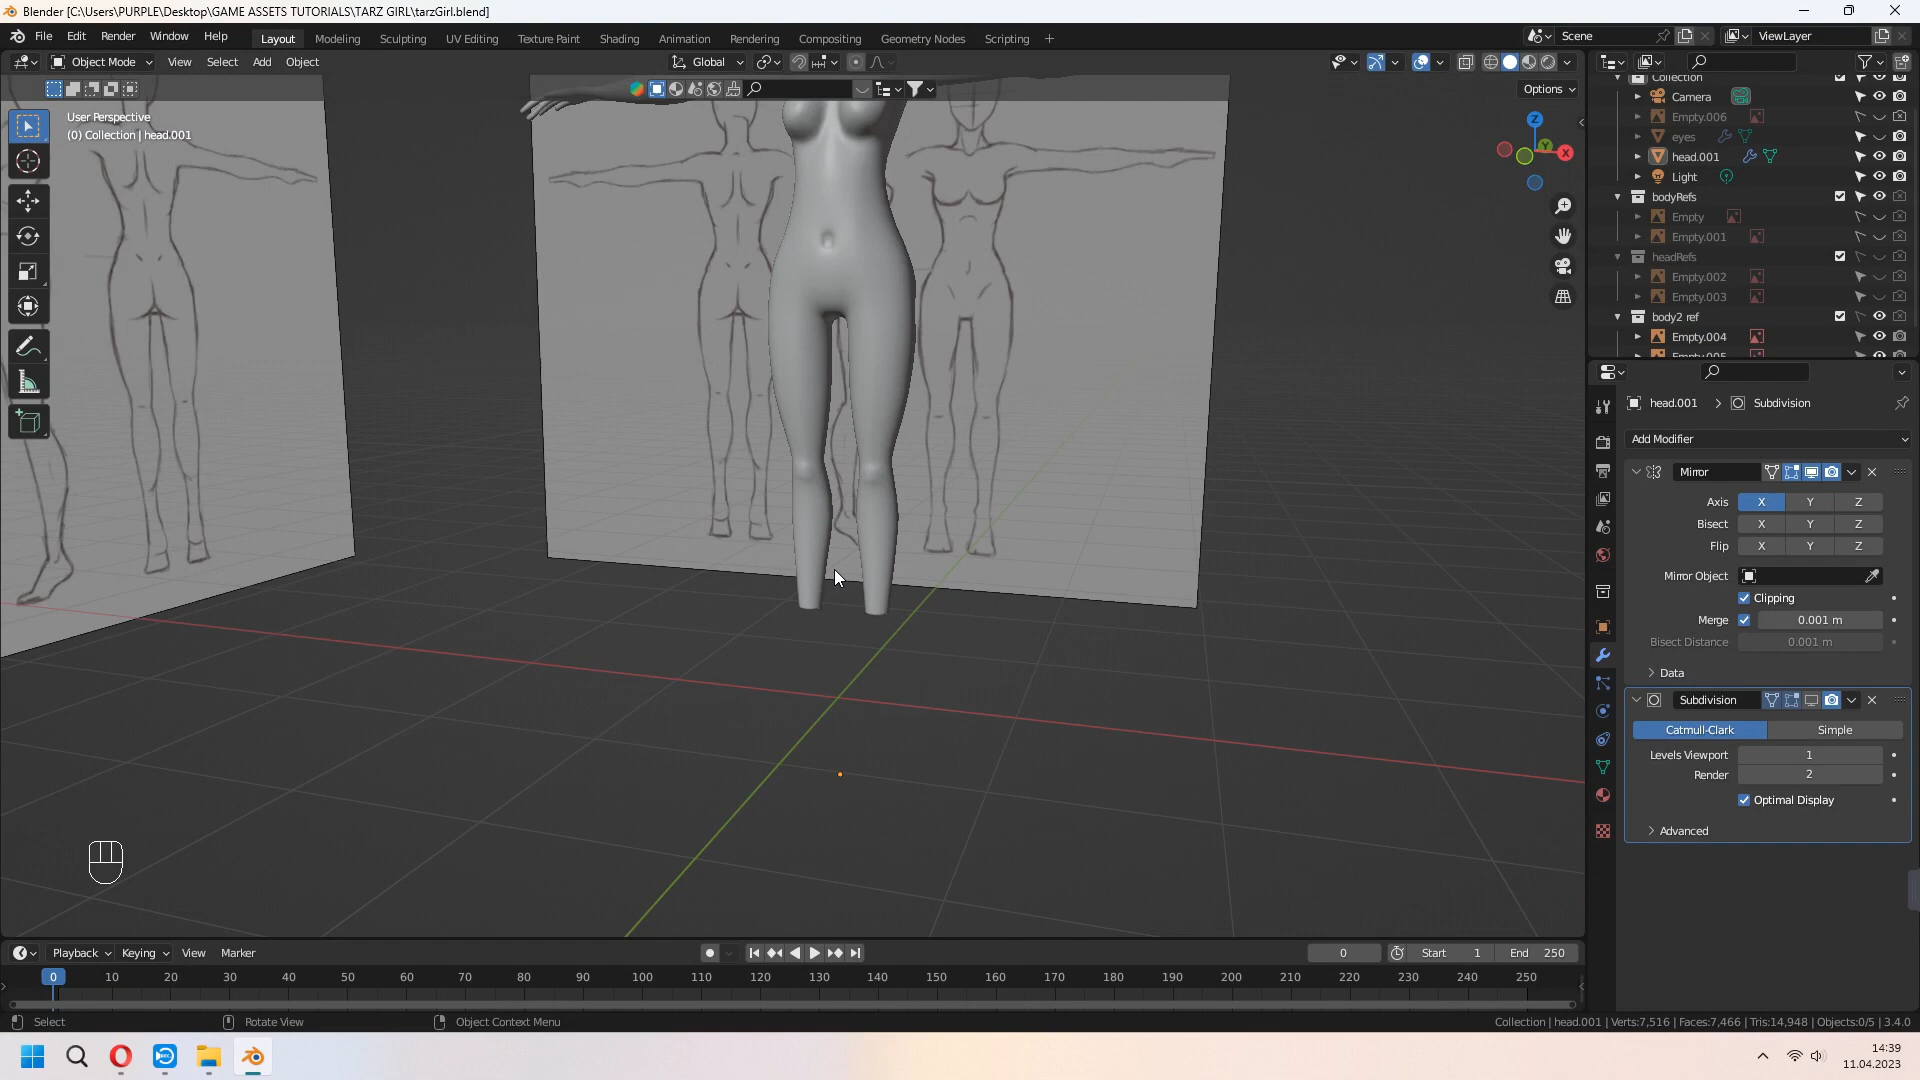 Blender [C:\Users\PURPLE\Desktop\GAME ASSETS TUTORIALS\TARZ GIRL\tarzGirl.blend]
File Edit Render Window Help Layout Modeling Sculpting UV Editing Texture Paint Shading Animation Rendering Compositing Geometry Nodes Scripting + Scene ViewLayer
Object Mode View Select Add Object Global
Options
User Perspective
(0) Collection | head.001
Z
Y
X
Collection
Camera
Empty.006
eyes
head.001
Light
bodyRefs
Empty
Empty.001
headRefs
Empty.002
Empty.003
body2 ref
Empty.004
Empty.005
head.001 > Subdivision
Add Modifier
Mirror
Axis X Y Z
Bisect X Y Z
Flip X Y Z
Mirror Object
Clipping
Merge 0.001 m
Bisect Distance 0.001 m
Data
Subdivision
Catmull-Clark Simple
Levels Viewport 1
Render 2
Optimal Display
Advanced
Playback Keying View Marker 0 Start 1 End 250
0 10 20 30 40 50 60 70 80 90 100 110 120 130 140 150 160 170 180 190 200 210 220 230 240 250
Select Rotate View Object Context Menu Collection | head.001 | Verts:7,516 | Faces:7,466 | Tris:14,948 | Objects:0/5 | 3.4.0
14:39
11.04.2023